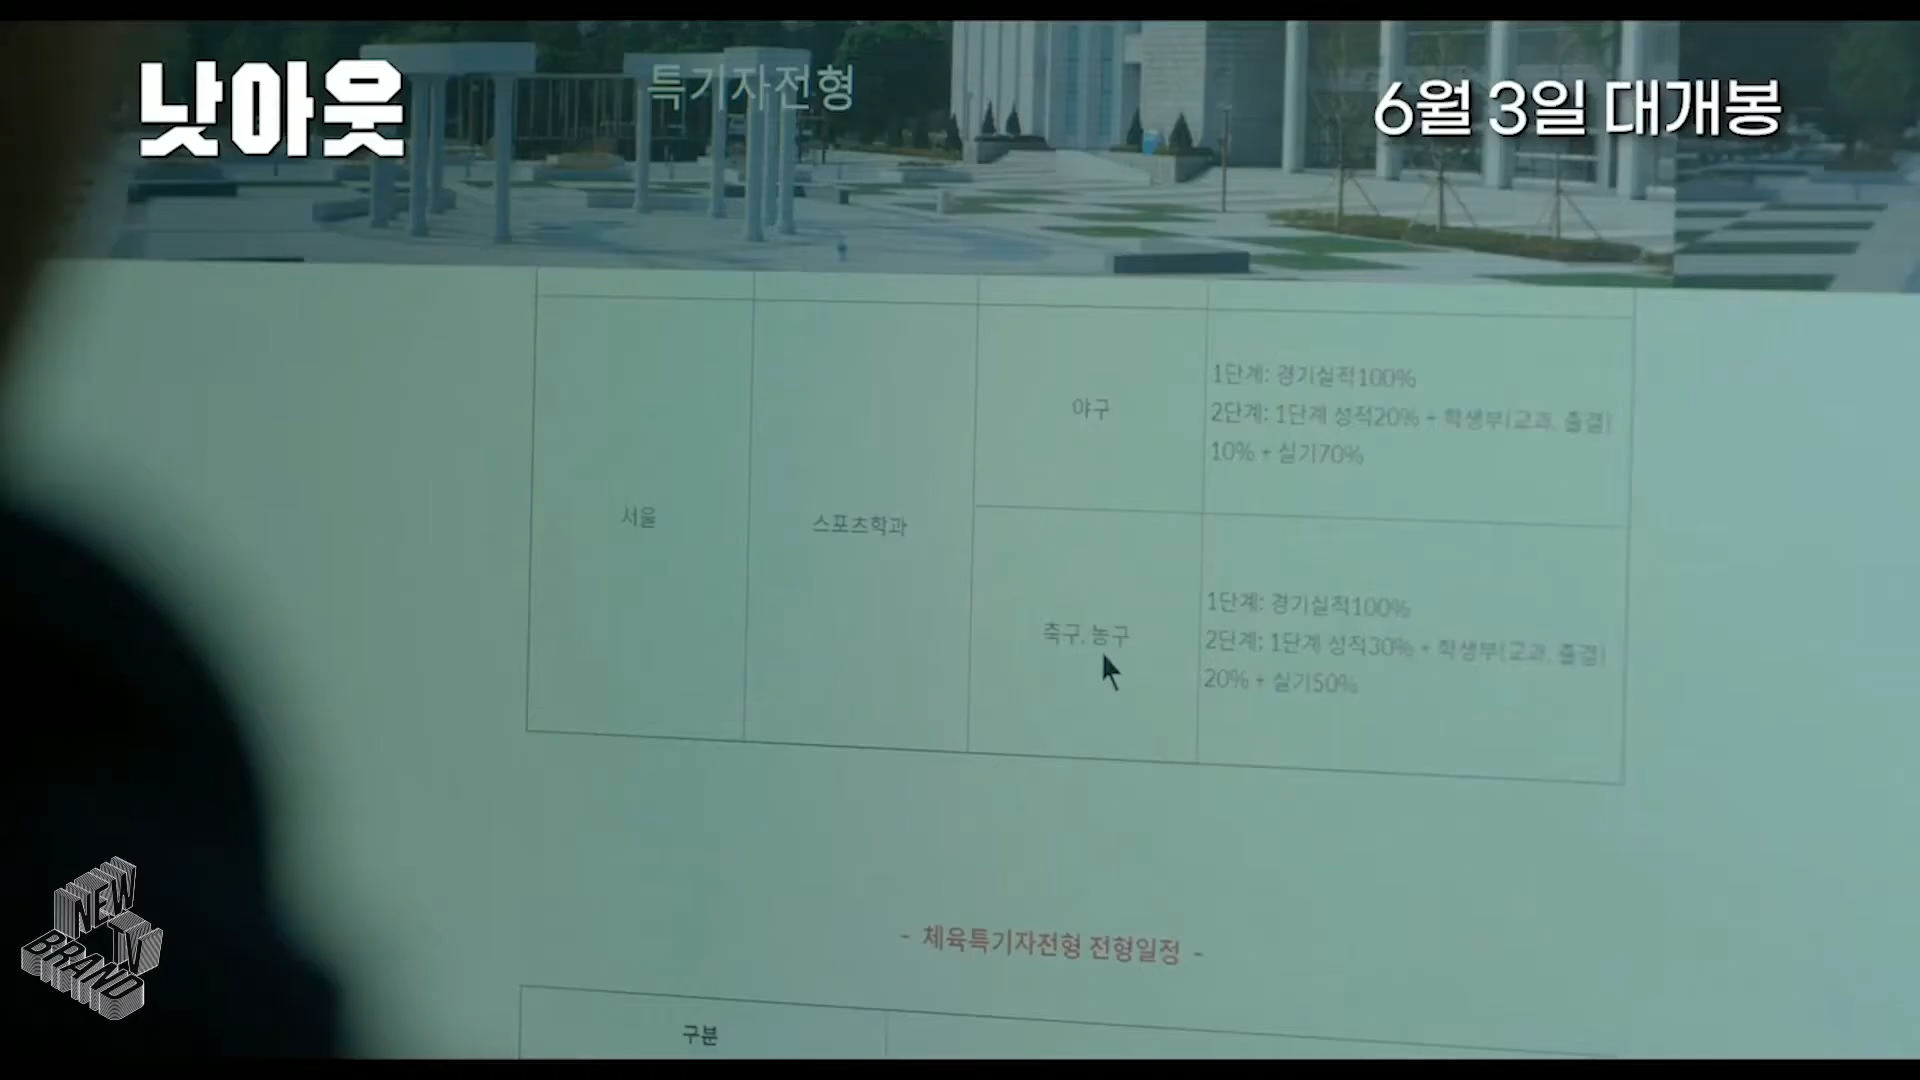 낫아웃
특기자전형
6월 3일 대개봉
야구
1단계: 경기실적100%
2단계: 1단계 성적20% + 학생부(교과, 출결)
10% + 실기70%
서울
스포츠학과
축구, 농구
1단계: 경기실적100%
2단계: 1단계 성적30% + 학생부(교과, 출결)
20% + 실기50%
- 체육특기자전형 전형일정 -
구분
NEW
TV
BRAND